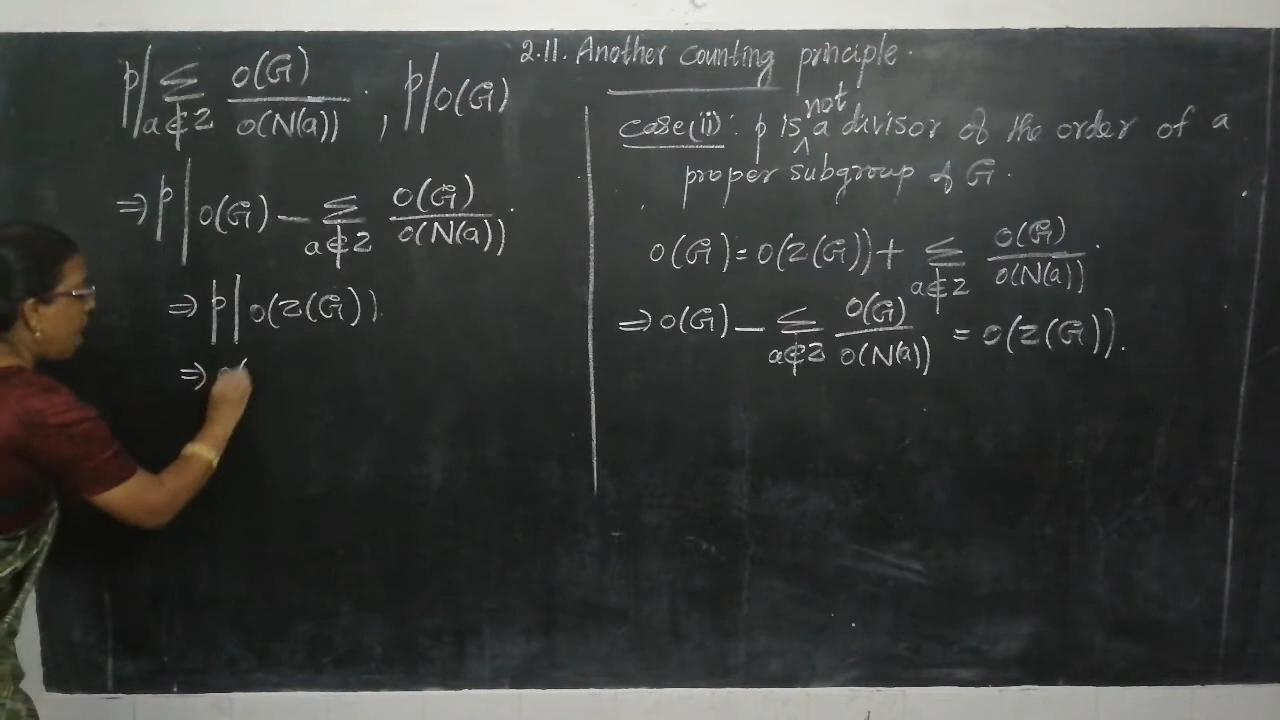 2.11. Another counting principle.
p | Σ_{a∉Z} o(G)/o(N(a)) , p | o(G)
⇒ p | o(G) − Σ_{a∉Z} o(G)/o(N(a)).
⇒ p | o(Z(G)).
⇒
case(ii): p is not a divisor of the order of a
proper subgroup of G.
o(G) = o(Z(G)) + Σ_{a∉Z} o(G)/o(N(a)).
⇒ o(G) − Σ_{a∉Z} o(G)/o(N(a)) = o(Z(G)).